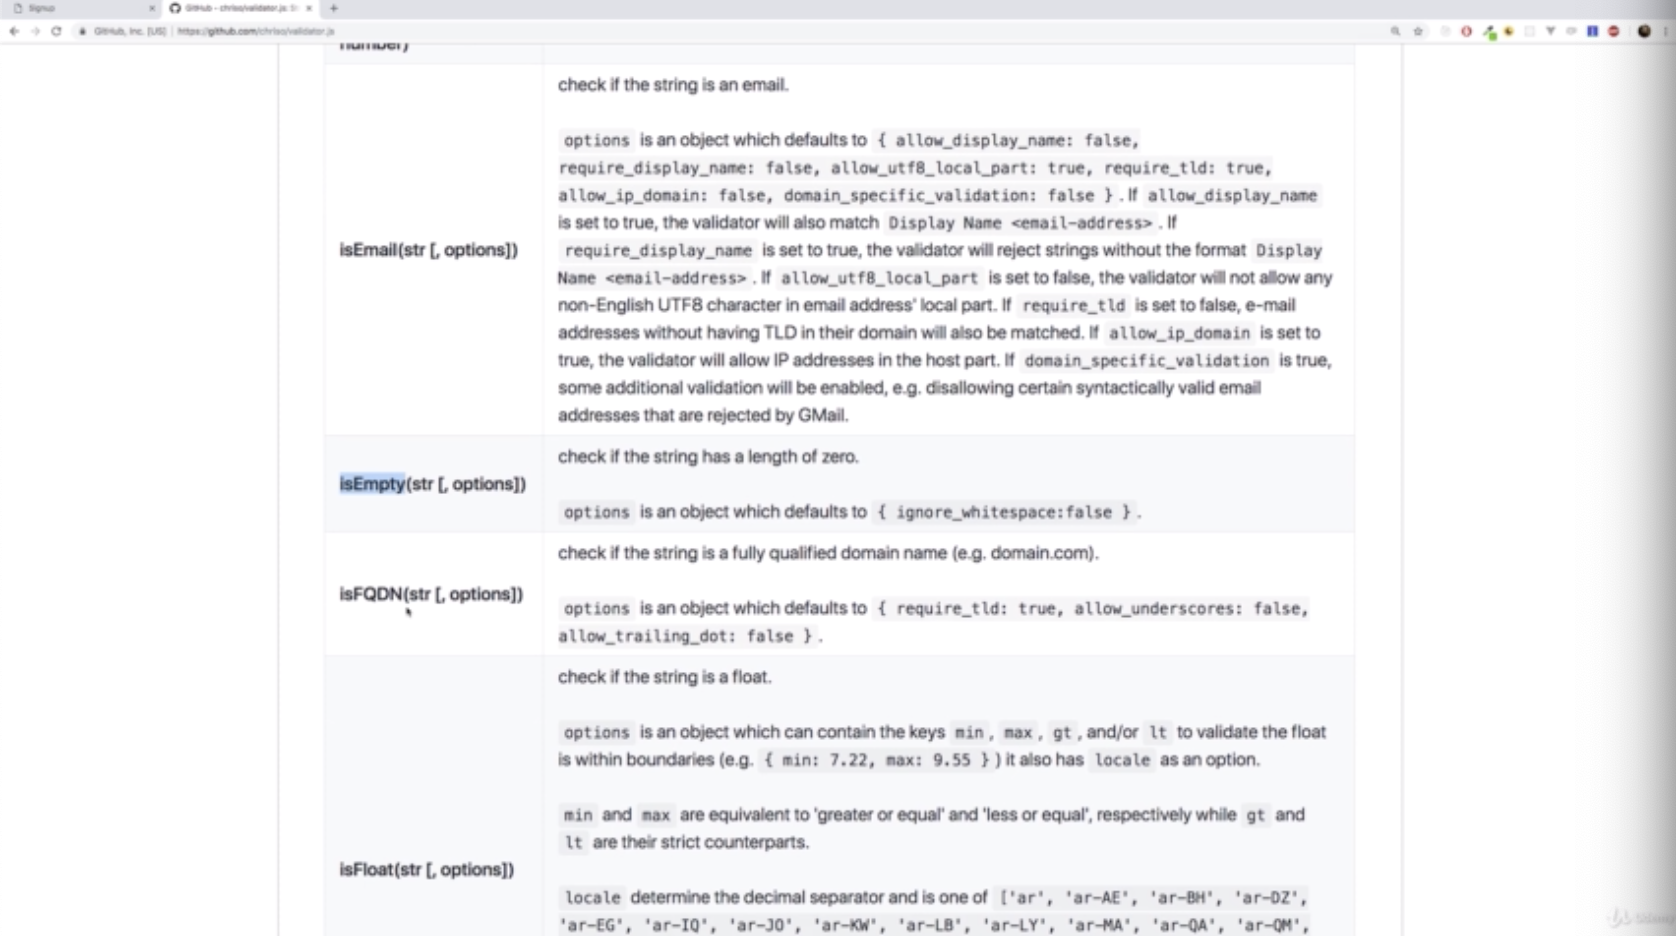 Signup
GitHub - chriso/validator.js: St
GitHub, Inc. [US] | https://github.com/chriso/validator.js
number)
check if the string is an email.
options is an object which defaults to { allow_display_name: false,
require_display_name: false, allow_utf8_local_part: true, require_tld: true,
allow_ip_domain: false, domain_specific_validation: false } . If allow_display_name
is set to true, the validator will also match Display Name <email-address> . If
isEmail(str [, options])
require_display_name is set to true, the validator will reject strings without the format Display
Name <email-address> . If allow_utf8_local_part is set to false, the validator will not allow any
non-English UTF8 character in email address' local part. If require_tld is set to false, e-mail
addresses without having TLD in their domain will also be matched. If allow_ip_domain is set to
true, the validator will allow IP addresses in the host part. If domain_specific_validation is true,
some additional validation will be enabled, e.g. disallowing certain syntactically valid email
addresses that are rejected by GMail.
check if the string has a length of zero.
isEmpty(str [, options])
options is an object which defaults to { ignore_whitespace:false } .
check if the string is a fully qualified domain name (e.g. domain.com).
isFQDN(str [, options])
options is an object which defaults to { require_tld: true, allow_underscores: false,
allow_trailing_dot: false } .
check if the string is a float.
options is an object which can contain the keys min , max , gt , and/or lt to validate the float
is within boundaries (e.g. { min: 7.22, max: 9.55 } ) it also has locale as an option.
min and max are equivalent to 'greater or equal' and 'less or equal', respectively while gt and
lt are their strict counterparts.
isFloat(str [, options])
locale determine the decimal separator and is one of ['ar', 'ar-AE', 'ar-BH', 'ar-DZ',
'ar-EG', 'ar-IQ', 'ar-JO', 'ar-KW', 'ar-LB', 'ar-LY', 'ar-MA', 'ar-QA', 'ar-QM',
Udemy